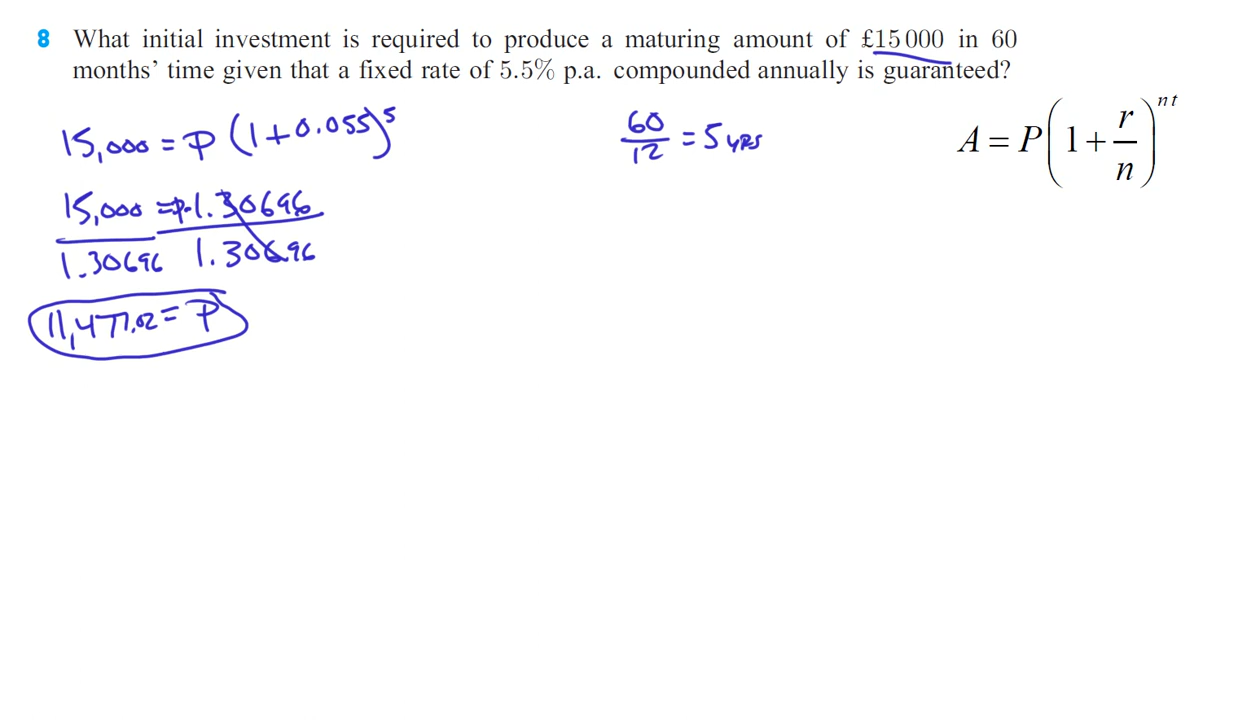 8 What initial investment is required to produce a maturing amount of £15 000 in 60
months' time given that a fixed rate of 5.5% p.a. compounded annually is guaranteed?
15,000 = P (1+0.055)^5
60/12 = 5 yrs
A = P(1 + r/n)^nt
15,000 = P·1.30696
1.30696 1.30696
11,477.02 = P